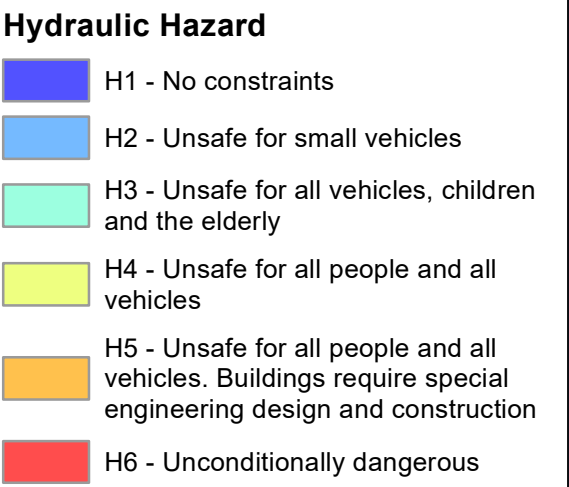 Hydraulic Hazard
H1 - No constraints
H2 - Unsafe for small vehicles
H3 - Unsafe for all vehicles, children
and the elderly
H4 - Unsafe for all people and all
vehicles
H5 - Unsafe for all people and all
vehicles. Buildings require special
engineering design and construction
H6 - Unconditionally dangerous